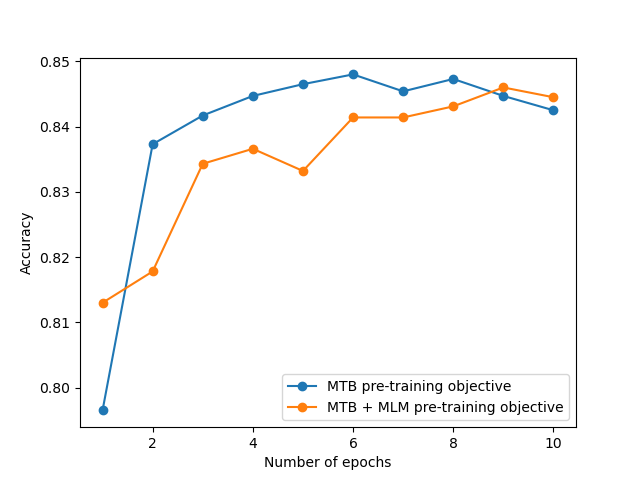 0.85
0.84
0.83
0.82
0.81
0.80
Accuracy
2
4
6
8
10
Number of epochs
MTB pre-training objective
MTB + MLM pre-training objective